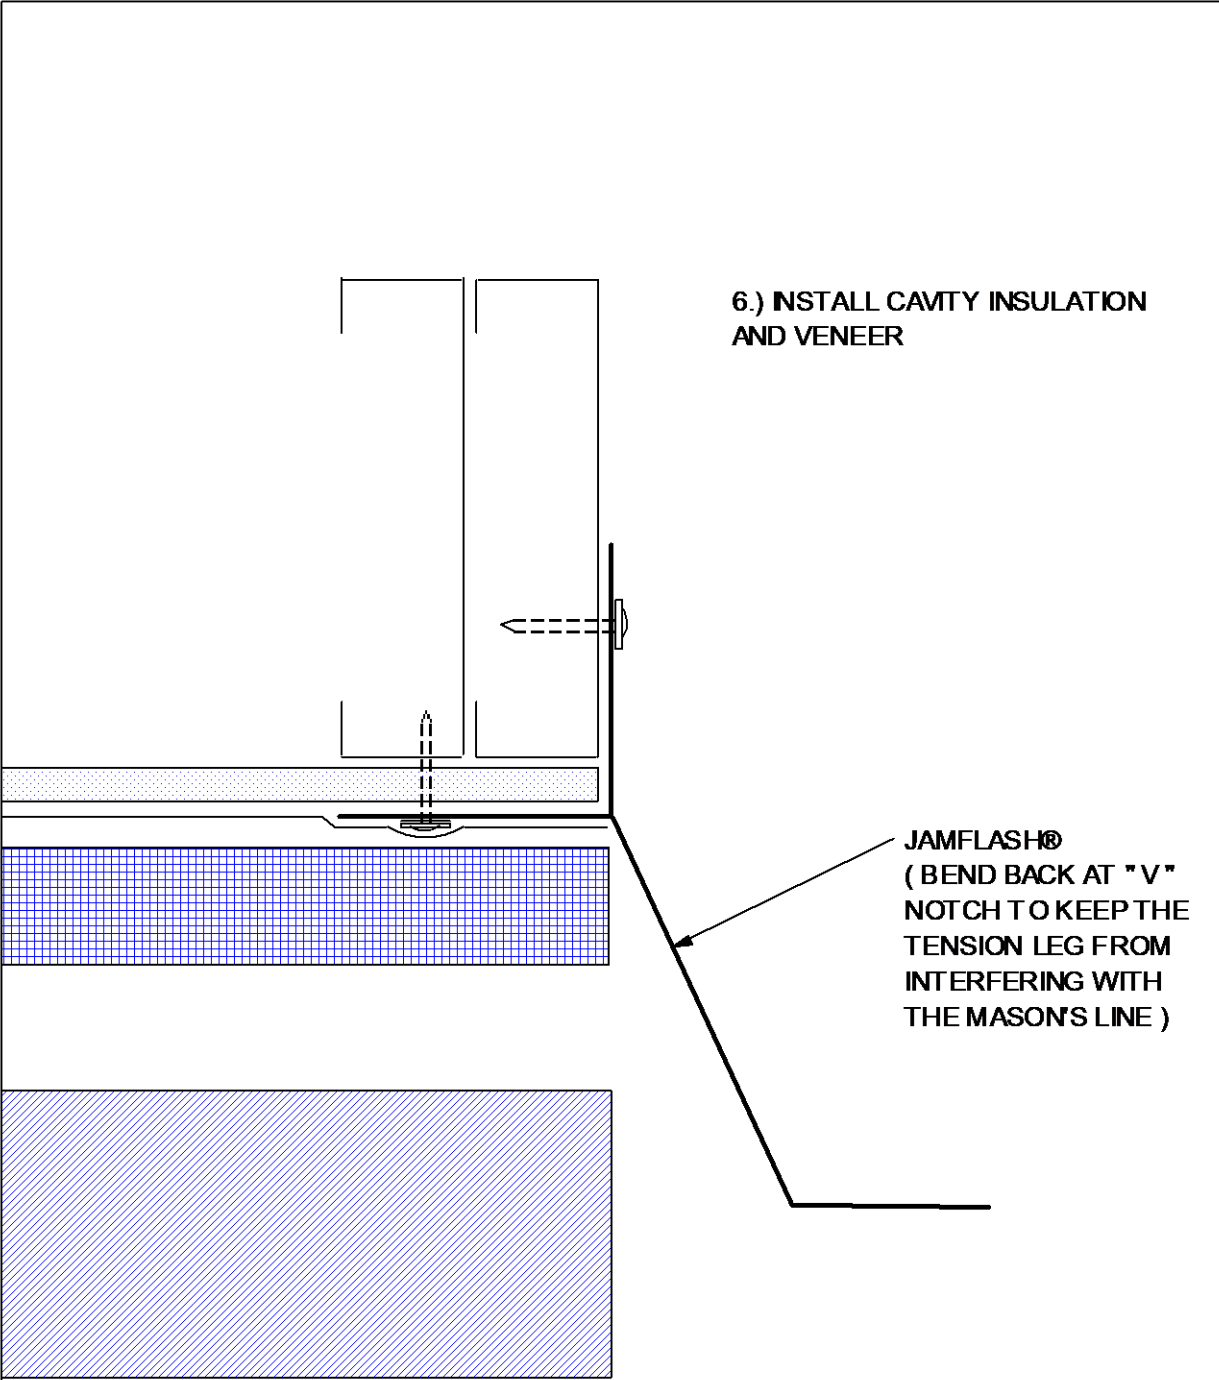 6.) INSTALL CAVITY INSULATION
AND VENEER
JAMFLASH®
( BEND BACK AT "V"
NOTCH TO KEEP THE
TENSION LEG FROM
INTERFERING WITH
THE MASON'S LINE )